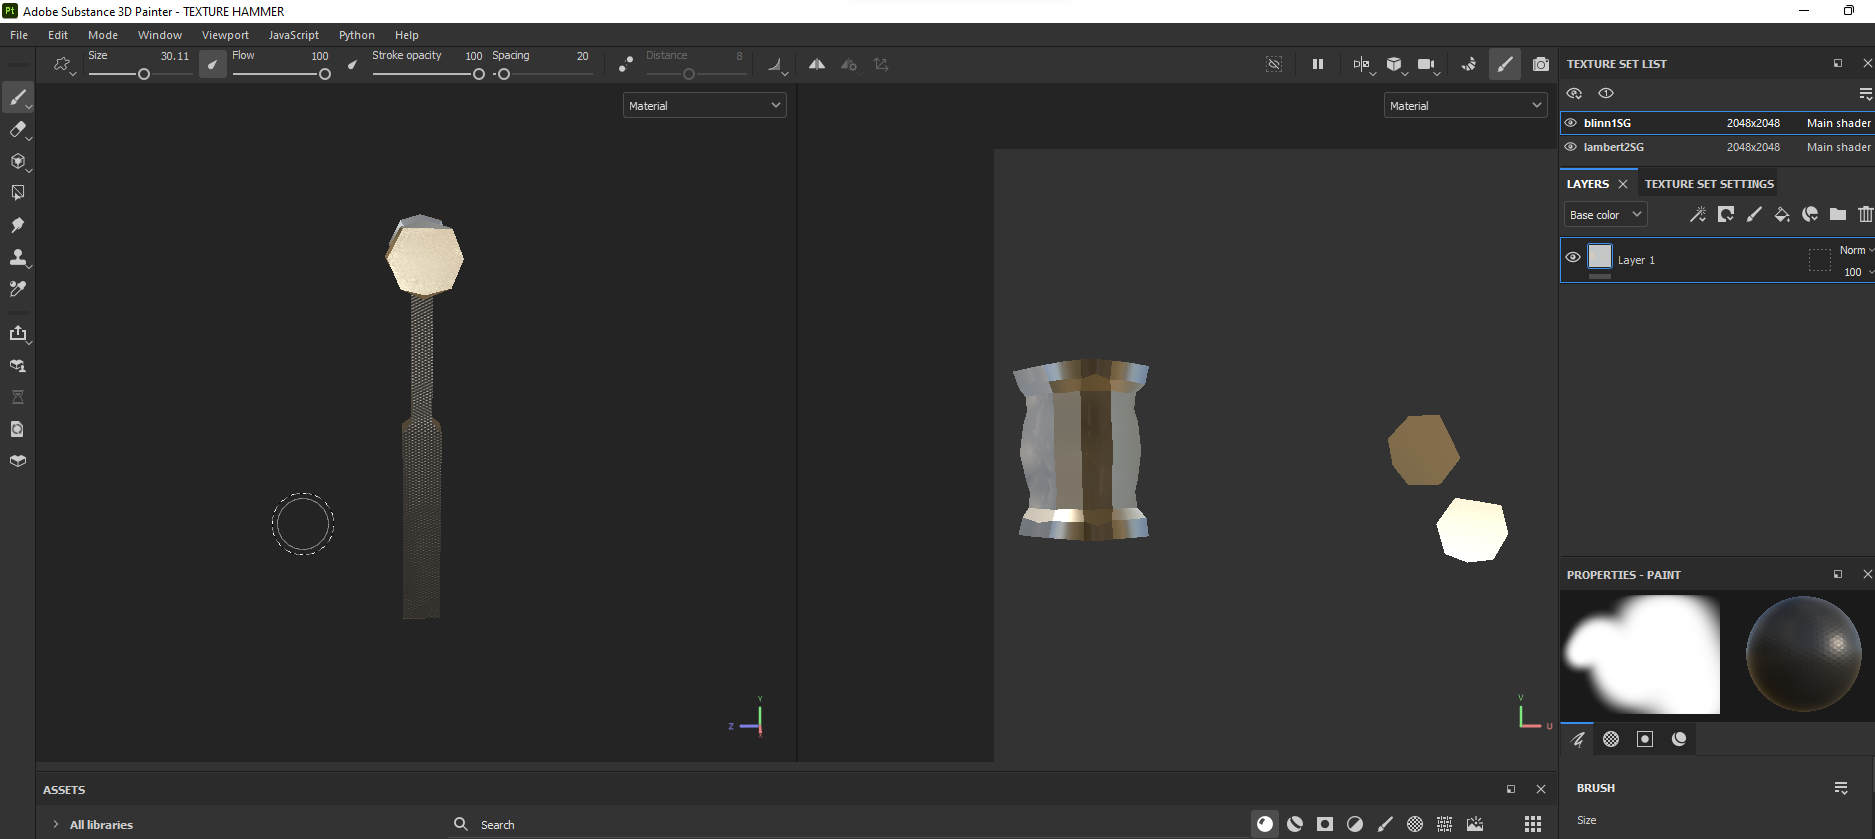 Pt Adobe Substance 3D Painter - TEXTURE HAMMER
File Edit Mode Window Viewport JavaScript Python Help
Size 30.11 Flow 100 Stroke opacity 100 Spacing 20 Distance 8
Material
Material
Y
Z
X
V
U
TEXTURE SET LIST
1
blinn1SG 2048x2048 Main shader
lambert2SG 2048x2048 Main shader
LAYERS TEXTURE SET SETTINGS
Base color
Layer 1 Norm
100
PROPERTIES - PAINT
BRUSH
Size
ASSETS
All libraries Search